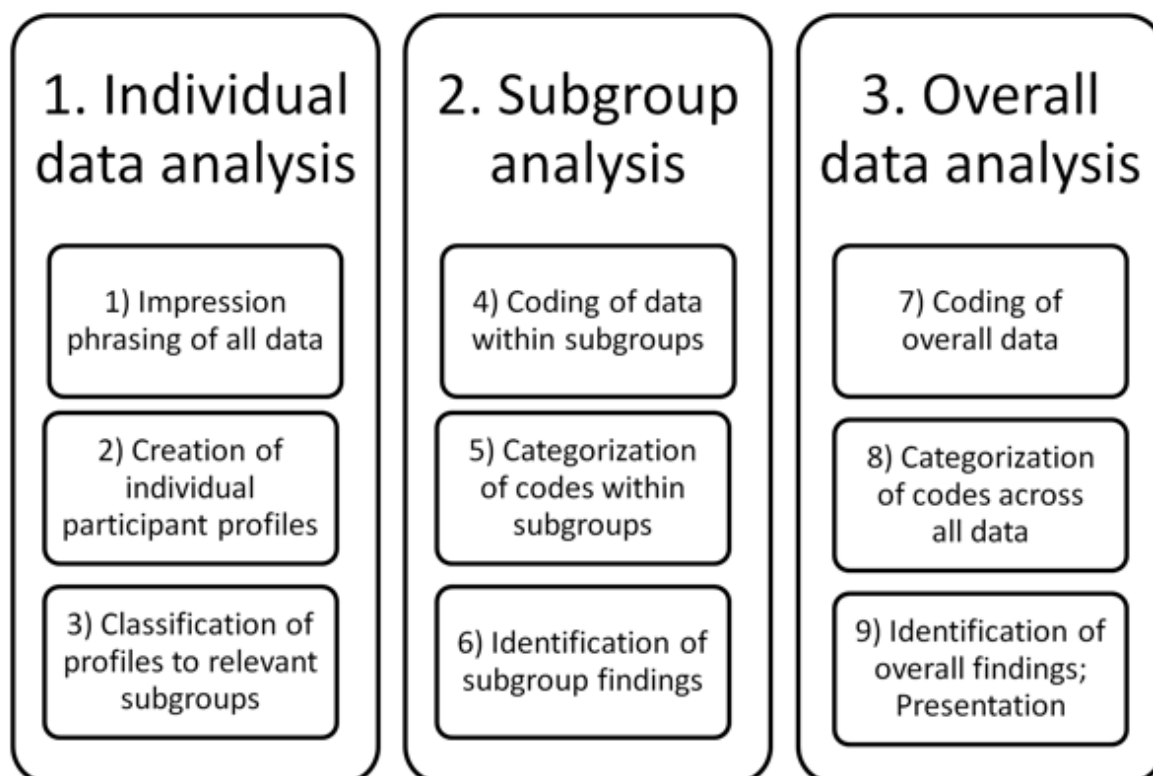 1. Individual
data analysis
1) Impression
phrasing of all data
2) Creation of
individual
participant profiles
3) Classification of
profiles to relevant
subgroups
2. Subgroup
analysis
4) Coding of data
within subgroups
5) Categorization
of codes within
subgroups
6) Identification of
subgroup findings
3. Overall
data analysis
7) Coding of
overall data
8) Categorization
of codes across
all data
9) Identification of
overall findings;
Presentation